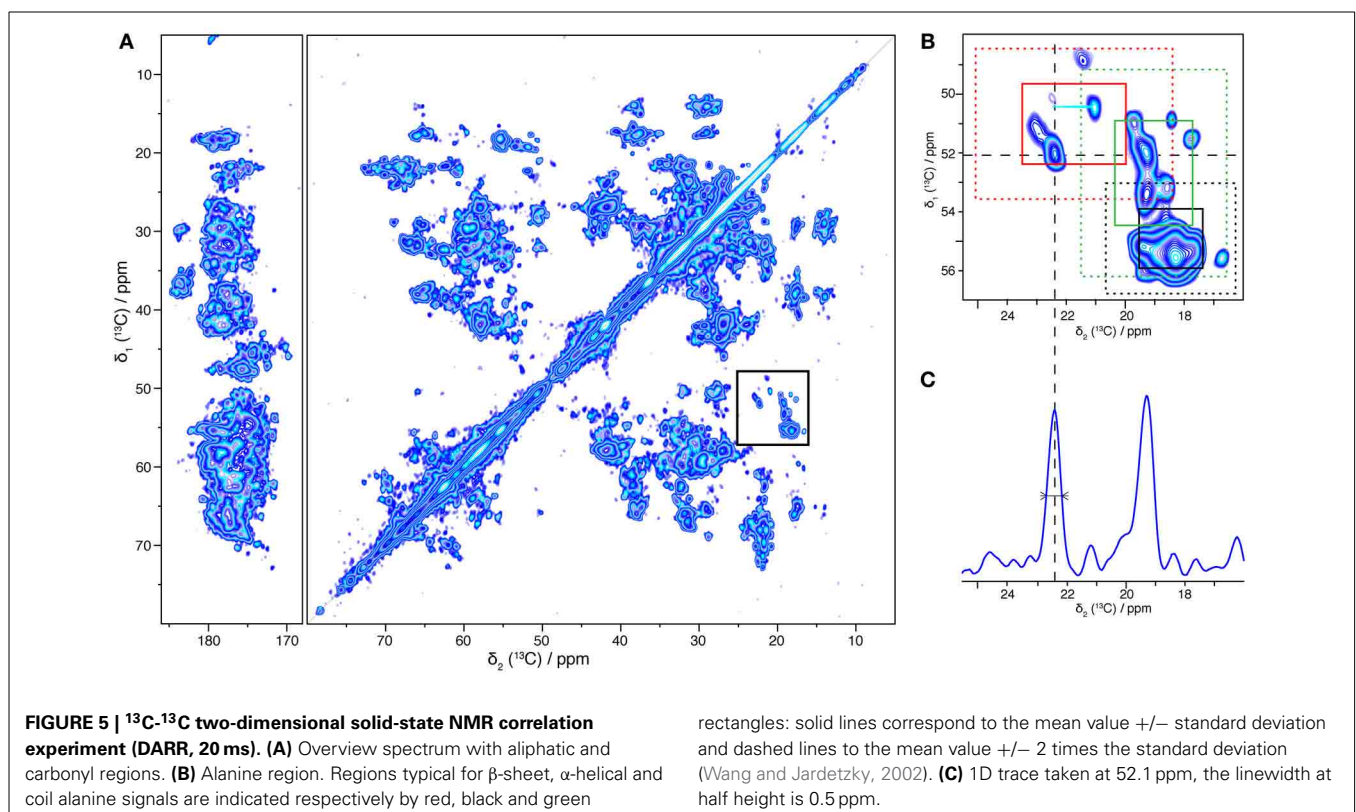 A
10
20
30
40
50
60
70
δ1 (13C) / ppm
180 170
60 50 40 30 20 10
δ2 (13C) / ppm
B
50
52
54
56
δ1 (13C) / ppm
24 22 20 18
δ2 (13C) / ppm
C
24 22 20 18
δ2 (13C) / ppm
FIGURE 5 | 13C-13C two-dimensional solid-state NMR correlation
experiment (DARR, 20 ms). (A) Overview spectrum with aliphatic and
carbonyl regions. (B) Alanine region. Regions typical for β-sheet, α-helical and
coil alanine signals are indicated respectively by red, black and green
rectangles: solid lines correspond to the mean value +/− standard deviation
and dashed lines to the mean value +/− 2 times the standard deviation
(Wang and Jardetzky, 2002). (C) 1D trace taken at 52.1 ppm, the linewidth at
half height is 0.5 ppm.